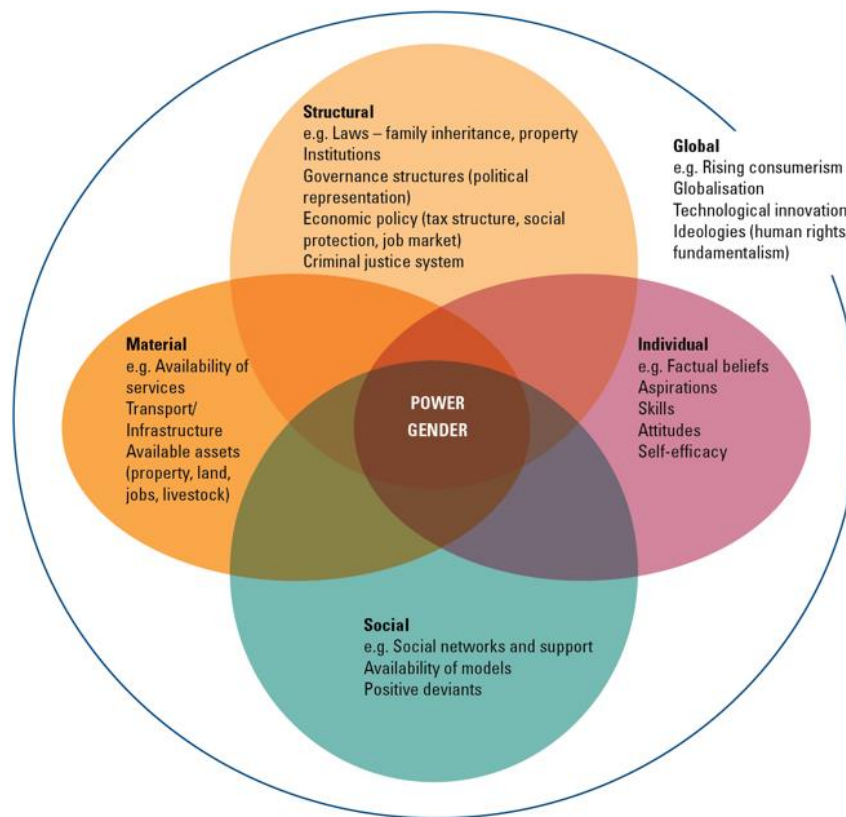 Structural
e.g. Laws – family inheritance, property
Institutions
Governance structures (political
representation)
Economic policy (tax structure, social
protection, job market)
Criminal justice system
Global
e.g. Rising consumerism
Globalisation
Technological innovation
Ideologies (human rights,
fundamentalism)
Material
e.g. Availability of
services
Transport/
Infrastructure
Available assets
(property, land,
jobs, livestock)
POWER
GENDER
Individual
e.g. Factual beliefs
Aspirations
Skills
Attitudes
Self-efficacy
Social
e.g. Social networks and support
Availability of models
Positive deviants